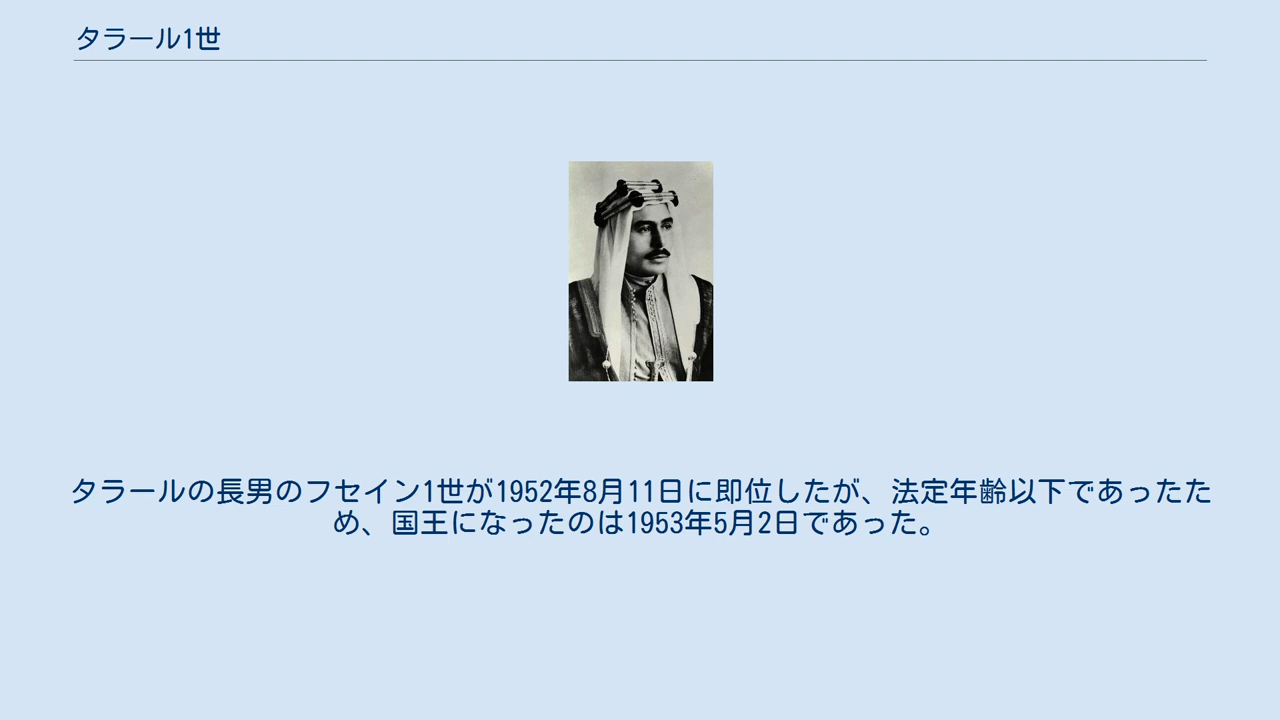 タラール1世
タラールの長男のフセイン1世が1952年8月11日に即位したが、法定年齢以下であったた
め、国王になったのは1953年5月2日であった。